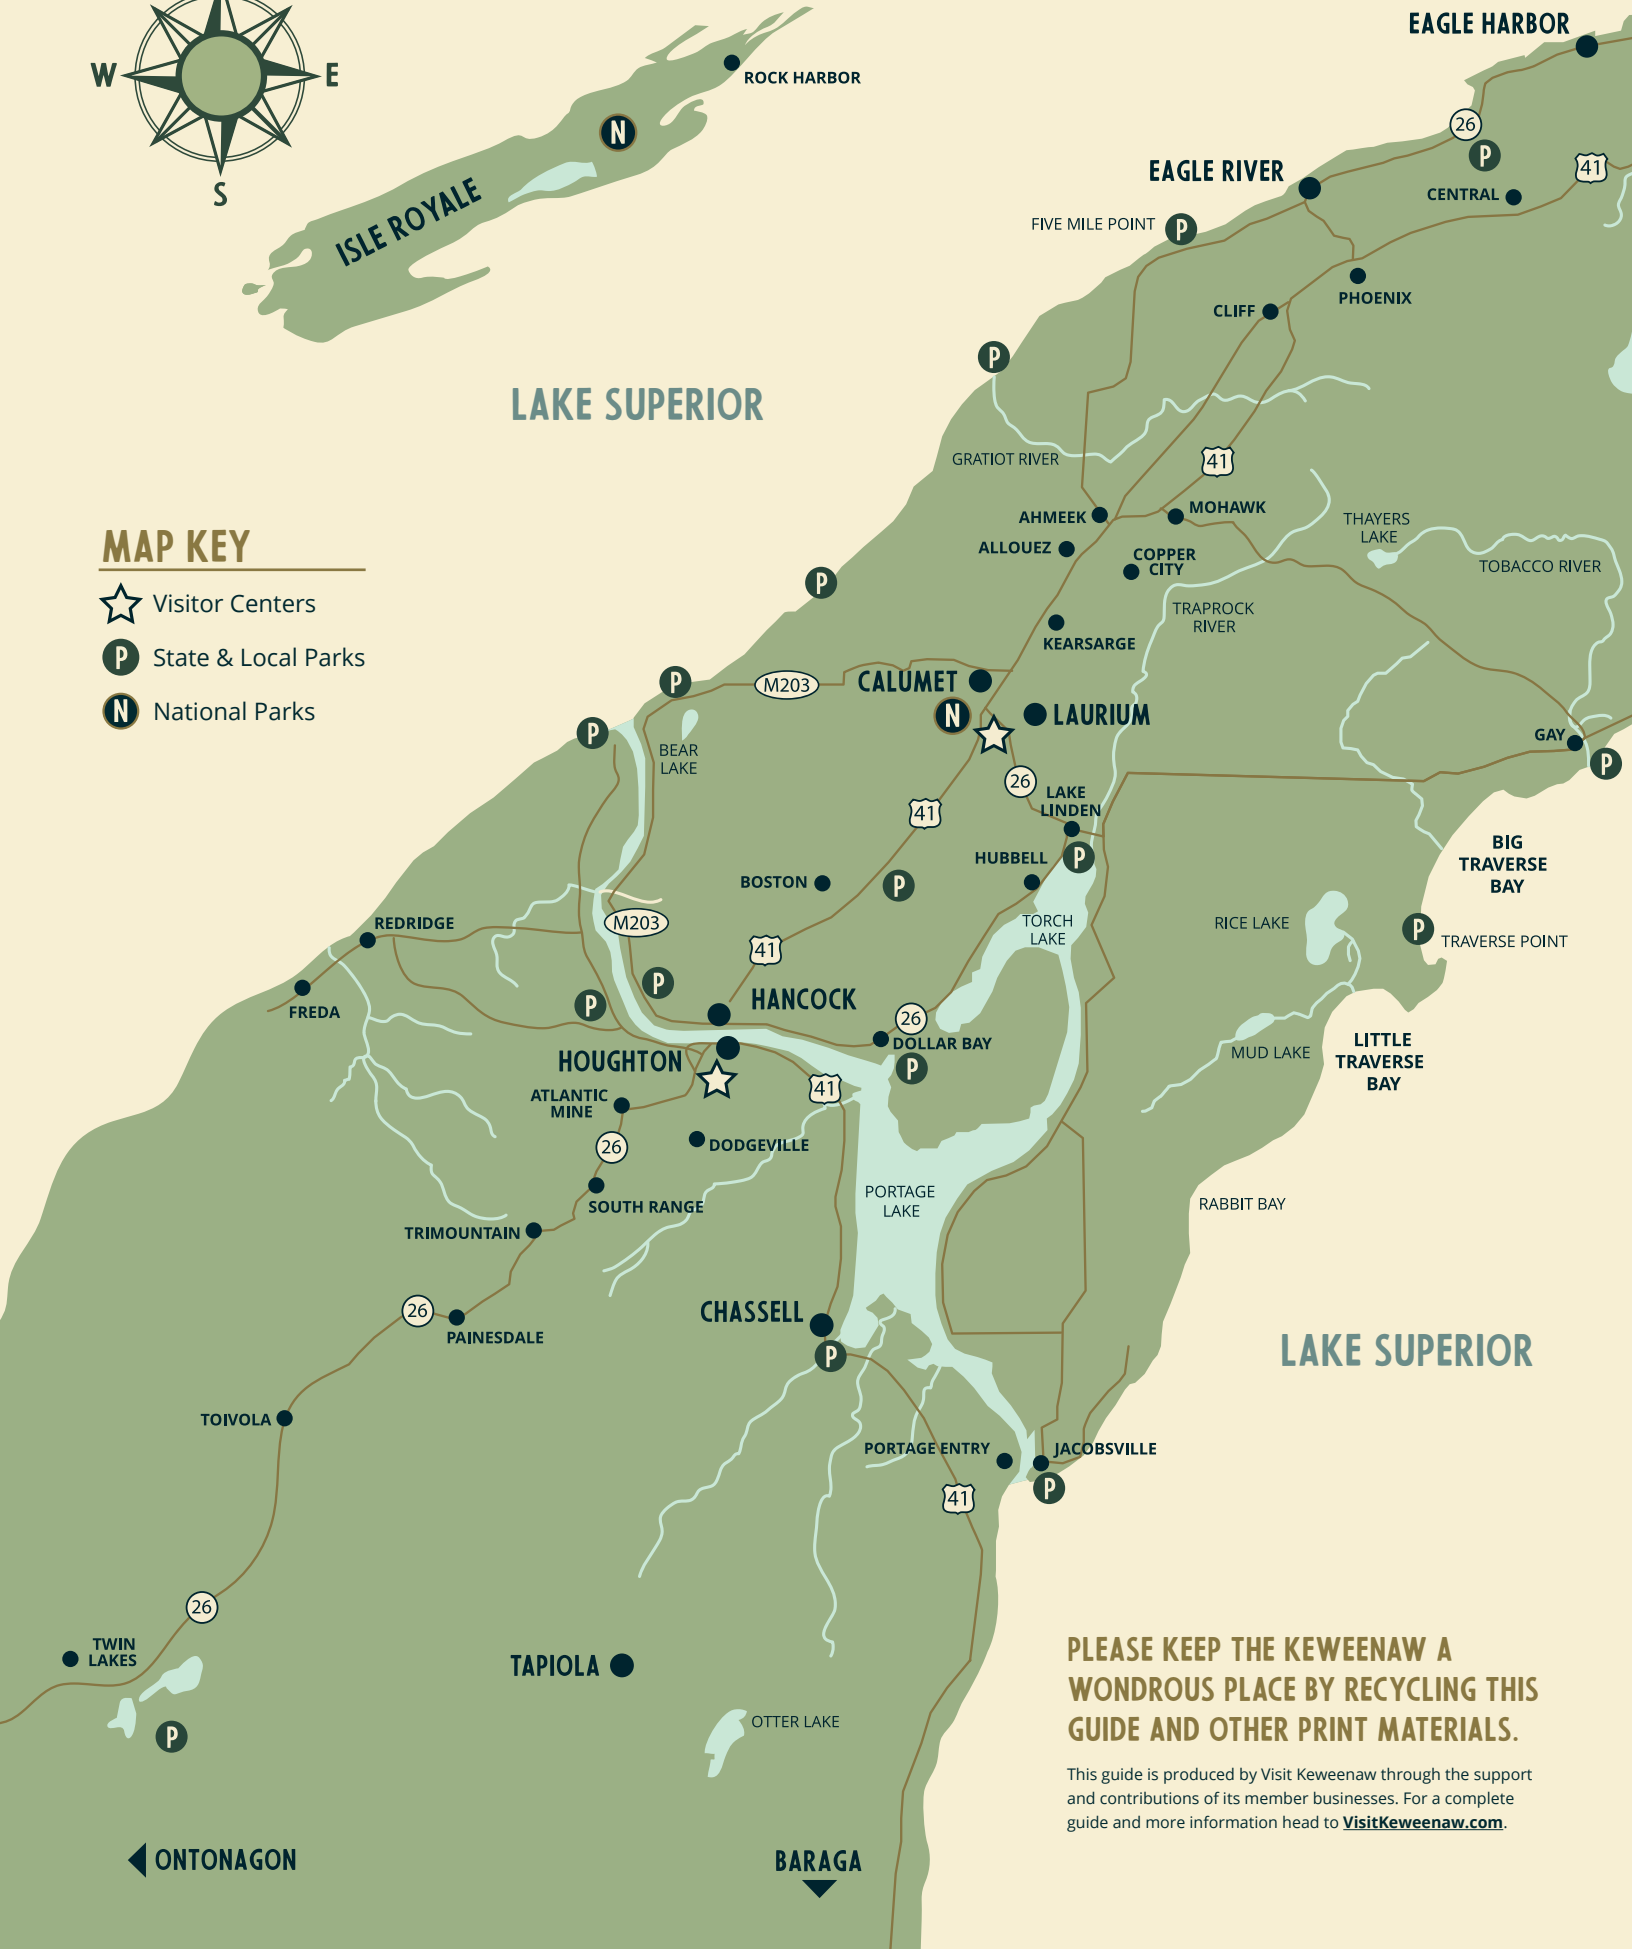 EAGLE HARBOR
W
E
S
ROCK HARBOR
N
ISLE ROYALE
26
P
41
EAGLE RIVER
CENTRAL
FIVE MILE POINT
P
PHOENIX
CLIFF
P
LAKE SUPERIOR
GRATIOT RIVER
41
AHMEEK
MOHAWK
THAYERS
LAKE
ALLOUEZ
COPPER
CITY
TOBACCO RIVER
MAP KEY
Visitor Centers
P
State & Local Parks
N
National Parks
P
TRAPROCK
RIVER
KEARSARGE
P
M203
CALUMET
N
LAURIUM
P
BEAR
LAKE
GAY
P
26
LAKE
LINDEN
41
BIG
TRAVERSE
BAY
HUBBELL
P
BOSTON
P
REDRIDGE
M203
TORCH
LAKE
RICE LAKE
P
TRAVERSE POINT
41
P
FREDA
P
HANCOCK
26
DOLLAR BAY
P
HOUGHTON
MUD LAKE
LITTLE
TRAVERSE
BAY
41
ATLANTIC
MINE
26
DODGEVILLE
SOUTH RANGE
PORTAGE
LAKE
RABBIT BAY
TRIMOUNTAIN
26
PAINESDALE
CHASSELL
P
LAKE SUPERIOR
TOIVOLA
PORTAGE ENTRY
JACOBSVILLE
P
41
26
TWIN
LAKES
P
TAPIOLA
OTTER LAKE
PLEASE KEEP THE KEWEENAW A
WONDROUS PLACE BY RECYCLING THIS
GUIDE AND OTHER PRINT MATERIALS.
This guide is produced by Visit Keweenaw through the support
and contributions of its member businesses. For a complete
guide and more information head to VisitKeweenaw.com.
ONTONAGON
BARAGA